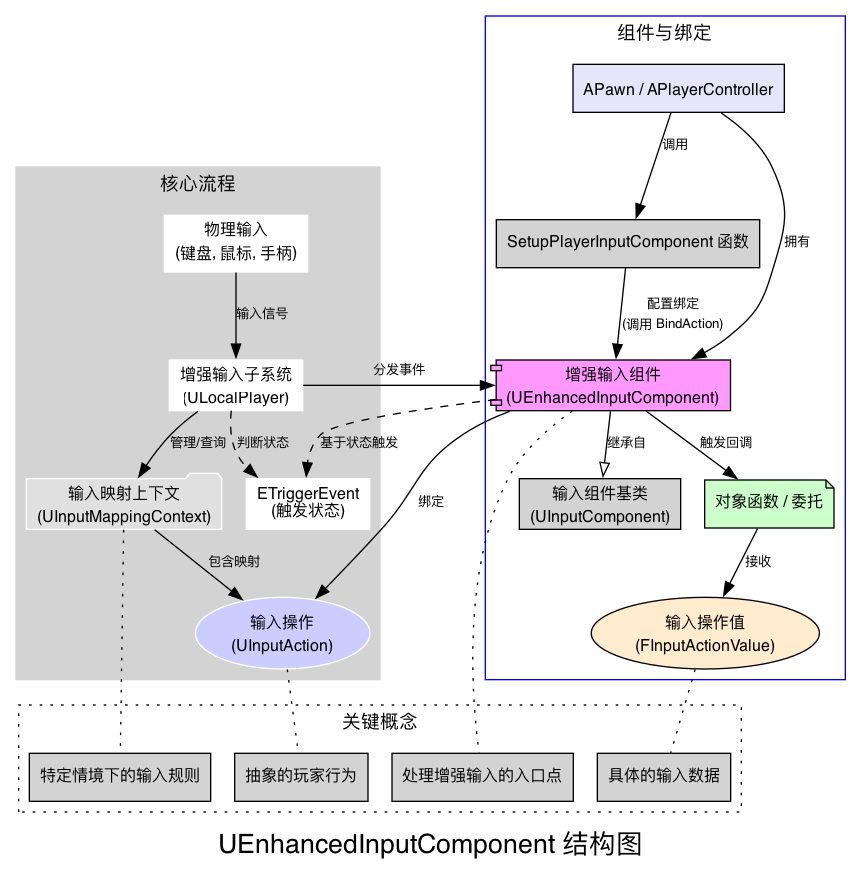 组件与绑定
APawn / APlayerController
调用
核心流程
物理输入
(键盘, 鼠标, 手柄)
SetupPlayerInputComponent 函数
拥有
输入信号
配置绑定
(调用 BindAction)
增强输入子系统
(ULocalPlayer)
分发事件
增强输入组件
(UEnhancedInputComponent)
管理/查询
判断状态
基于状态触发
继承自
触发回调
输入映射上下文
(UInputMappingContext)
ETriggerEvent
(触发状态)
绑定
输入组件基类
(UInputComponent)
对象函数 / 委托
包含映射
接收
输入操作
(UInputAction)
输入操作值
(FInputActionValue)
关键概念
特定情境下的输入规则
抽象的玩家行为
处理增强输入的入口点
具体的输入数据
UEnhancedInputComponent 结构图